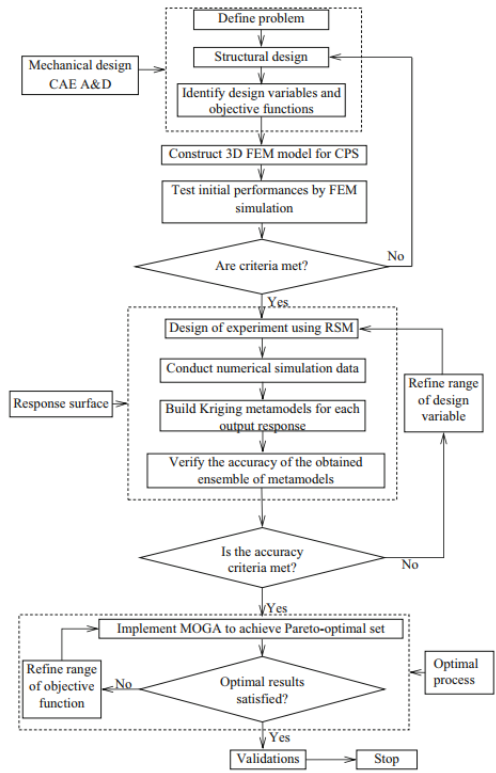 Define problem
Structural design
Mechanical design
CAE A&D
Identify design variables and
objective functions
Construct 3D FEM model for CPS
Test initial performances by FEM
simulation
Are criteria met?
No
Yes
Design of experiment using RSM
Conduct numerical simulation data
Refine range
of design
variable
Response surface
Build Kriging metamodels for each
output response
Verify the accuracy of the obtained
ensemble of metamodels
Is the accuracy
criteria met?
No
Yes
Implement MOGA to achieve Pareto-optimal set
Refine range
of objective
function
No
Optimal results
satisfied?
Optimal
process
Yes
Validations
Stop